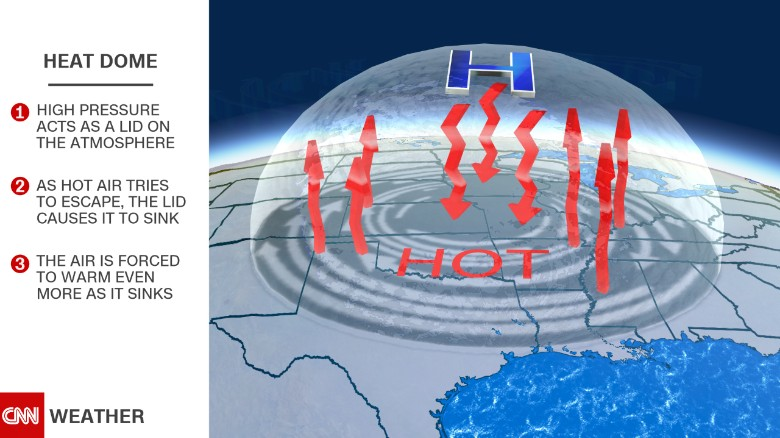 HEAT DOME
1 HIGH PRESSURE
ACTS AS A LID ON
THE ATMOSPHERE
2 AS HOT AIR TRIES
TO ESCAPE, THE LID
CAUSES IT TO SINK
3 THE AIR IS FORCED
TO WARM EVEN
MORE AS IT SINKS
CNN WEATHER
H
HOT